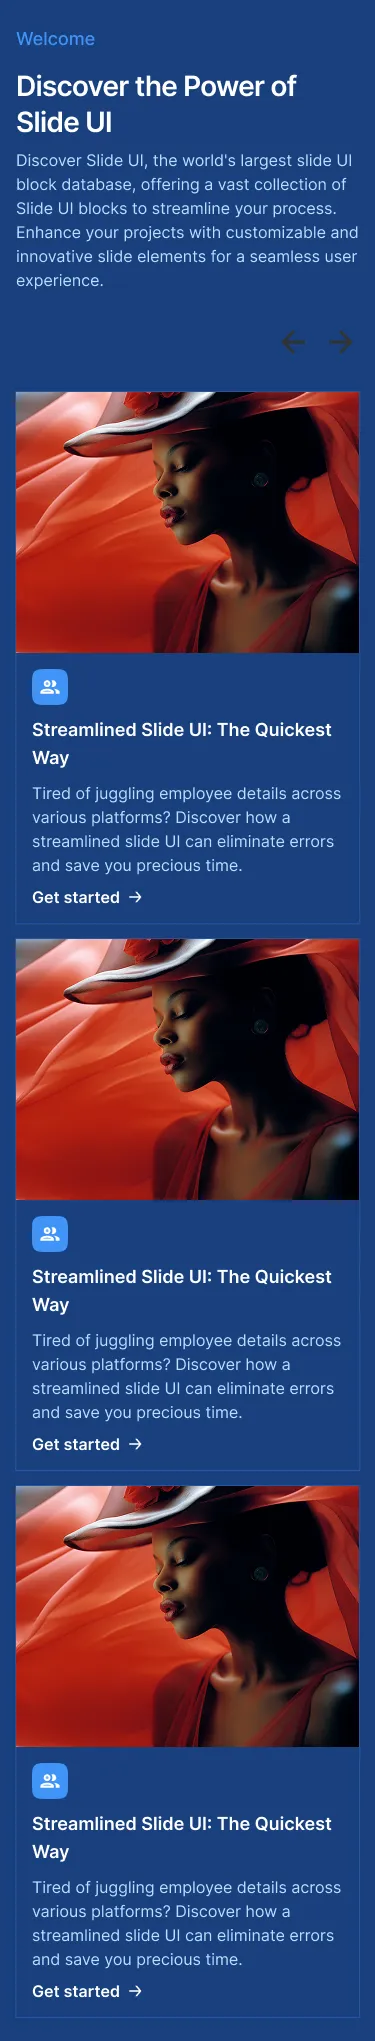 Welcome
Discover the Power of
Slide UI
Discover Slide UI, the world's largest slide UI
block database, offering a vast collection of
Slide UI blocks to streamline your process.
Enhance your projects with customizable and
innovative slide elements for a seamless user
experience.
Streamlined Slide UI: The Quickest
Way
Tired of juggling employee details across
various platforms? Discover how a
streamlined slide UI can eliminate errors
and save you precious time.
Get started →
Streamlined Slide UI: The Quickest
Way
Tired of juggling employee details across
various platforms? Discover how a
streamlined slide UI can eliminate errors
and save you precious time.
Get started →
Streamlined Slide UI: The Quickest
Way
Tired of juggling employee details across
various platforms? Discover how a
streamlined slide UI can eliminate errors
and save you precious time.
Get started →